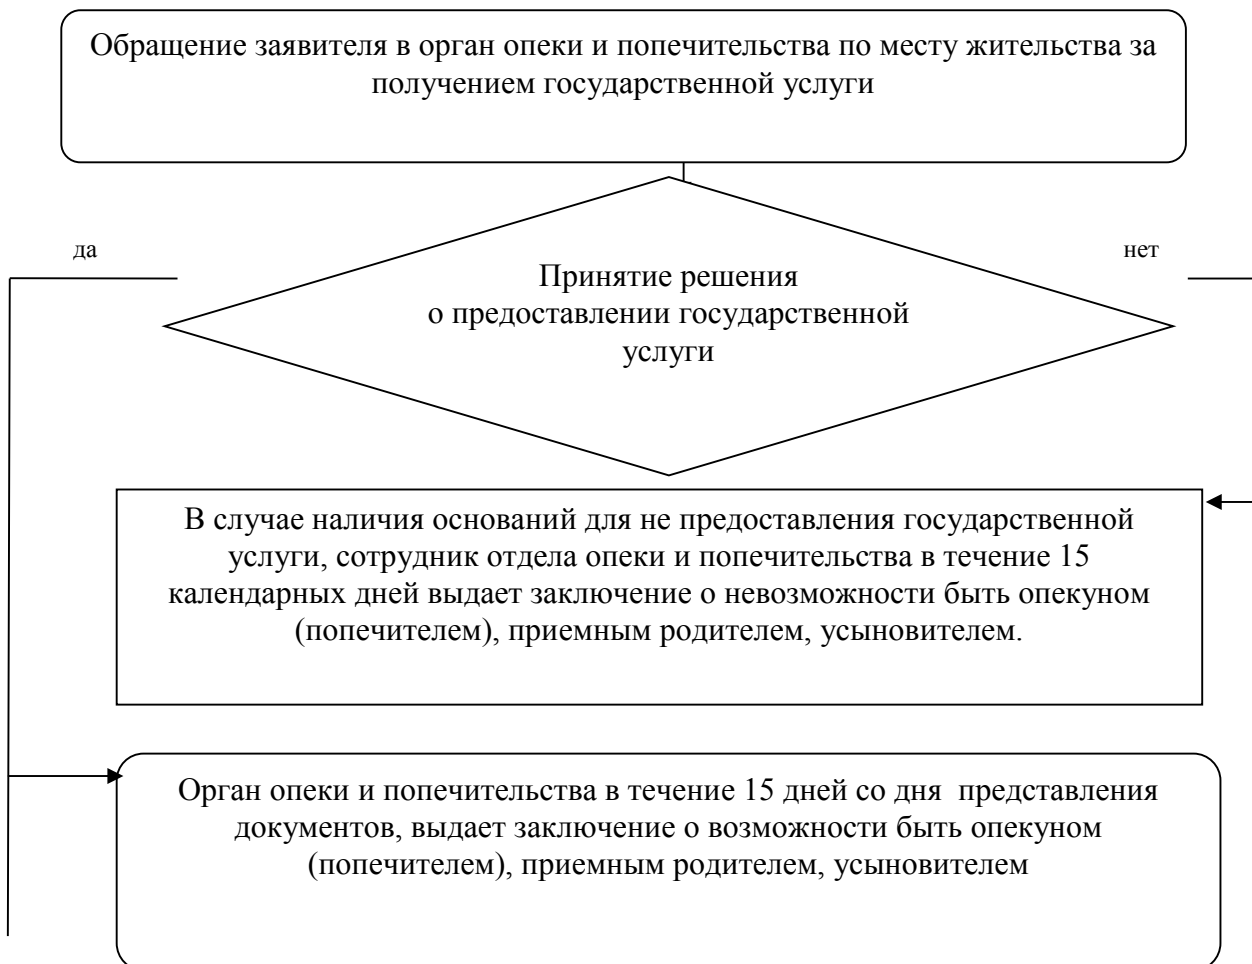 Обращение заявителя в орган опеки и попечительства по месту жительства за
получением государственной услуги
да
нет
Принятие решения
о предоставлении государственной
услуги
В случае наличия оснований для не предоставления государственной
услуги, сотрудник отдела опеки и попечительства в течение 15
календарных дней выдает заключение о невозможности быть опекуном
(попечителем), приемным родителем, усыновителем.
Орган опеки и попечительства в течение 15 дней со дня  представления
документов, выдает заключение о возможности быть опекуном
(попечителем), приемным родителем, усыновителем